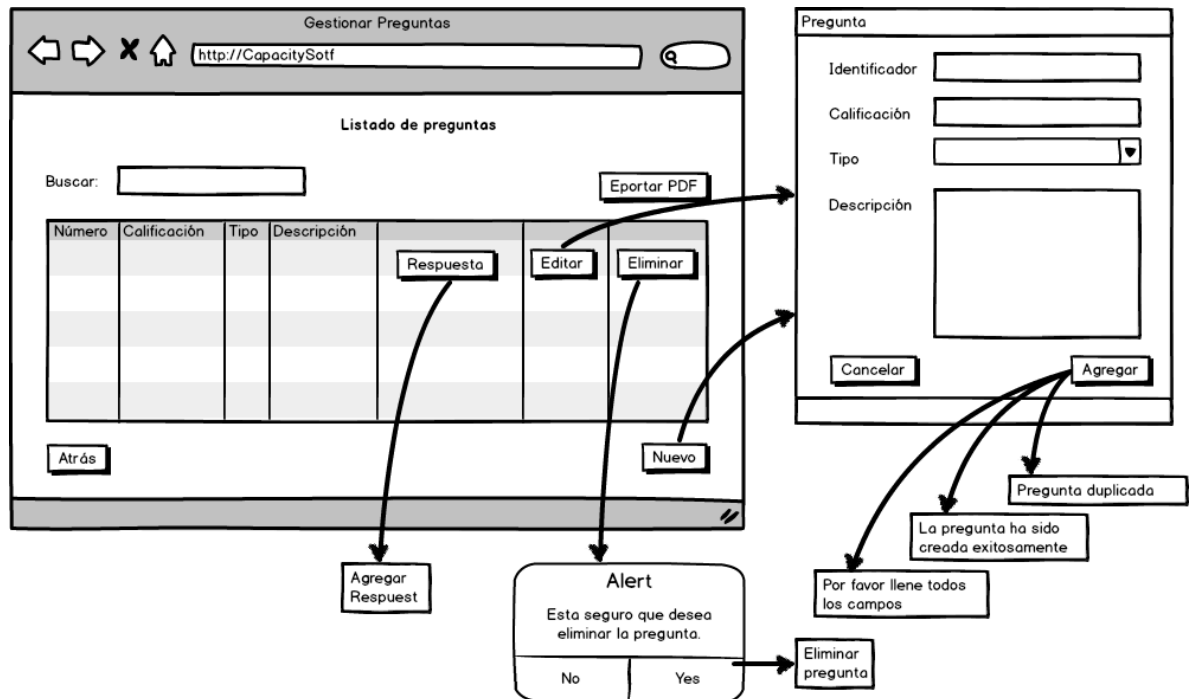 Gestionar Preguntas
http://CapacitySotf
Listado de preguntas
Buscar:
Eportar PDF
Número Calificación Tipo Descripción
Respuesta Editar Eliminar
Atrás
Nuevo
Pregunta
Identificador
Calificación
Tipo
Descripción
Cancelar
Agregar
Pregunta duplicada
La pregunta ha sido
creada exitosamente
Por favor llene todos
los campos
Agregar
Respuest
Alert
Esta seguro que desea
eliminar la pregunta.
No Yes
Eliminar
pregunta